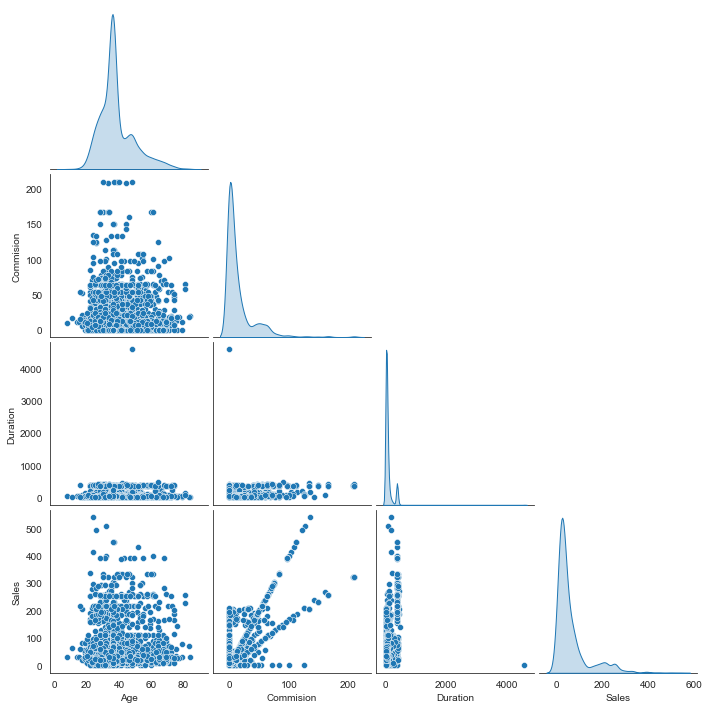 200
150
100
50
0
Commision
4000
3000
2000
1000
0
Duration
500
400
300
200
100
0
Sales
0 20 40 60 80
Age
0 100 200
Commision
0 2000 4000
Duration
0 200 400 600
Sales